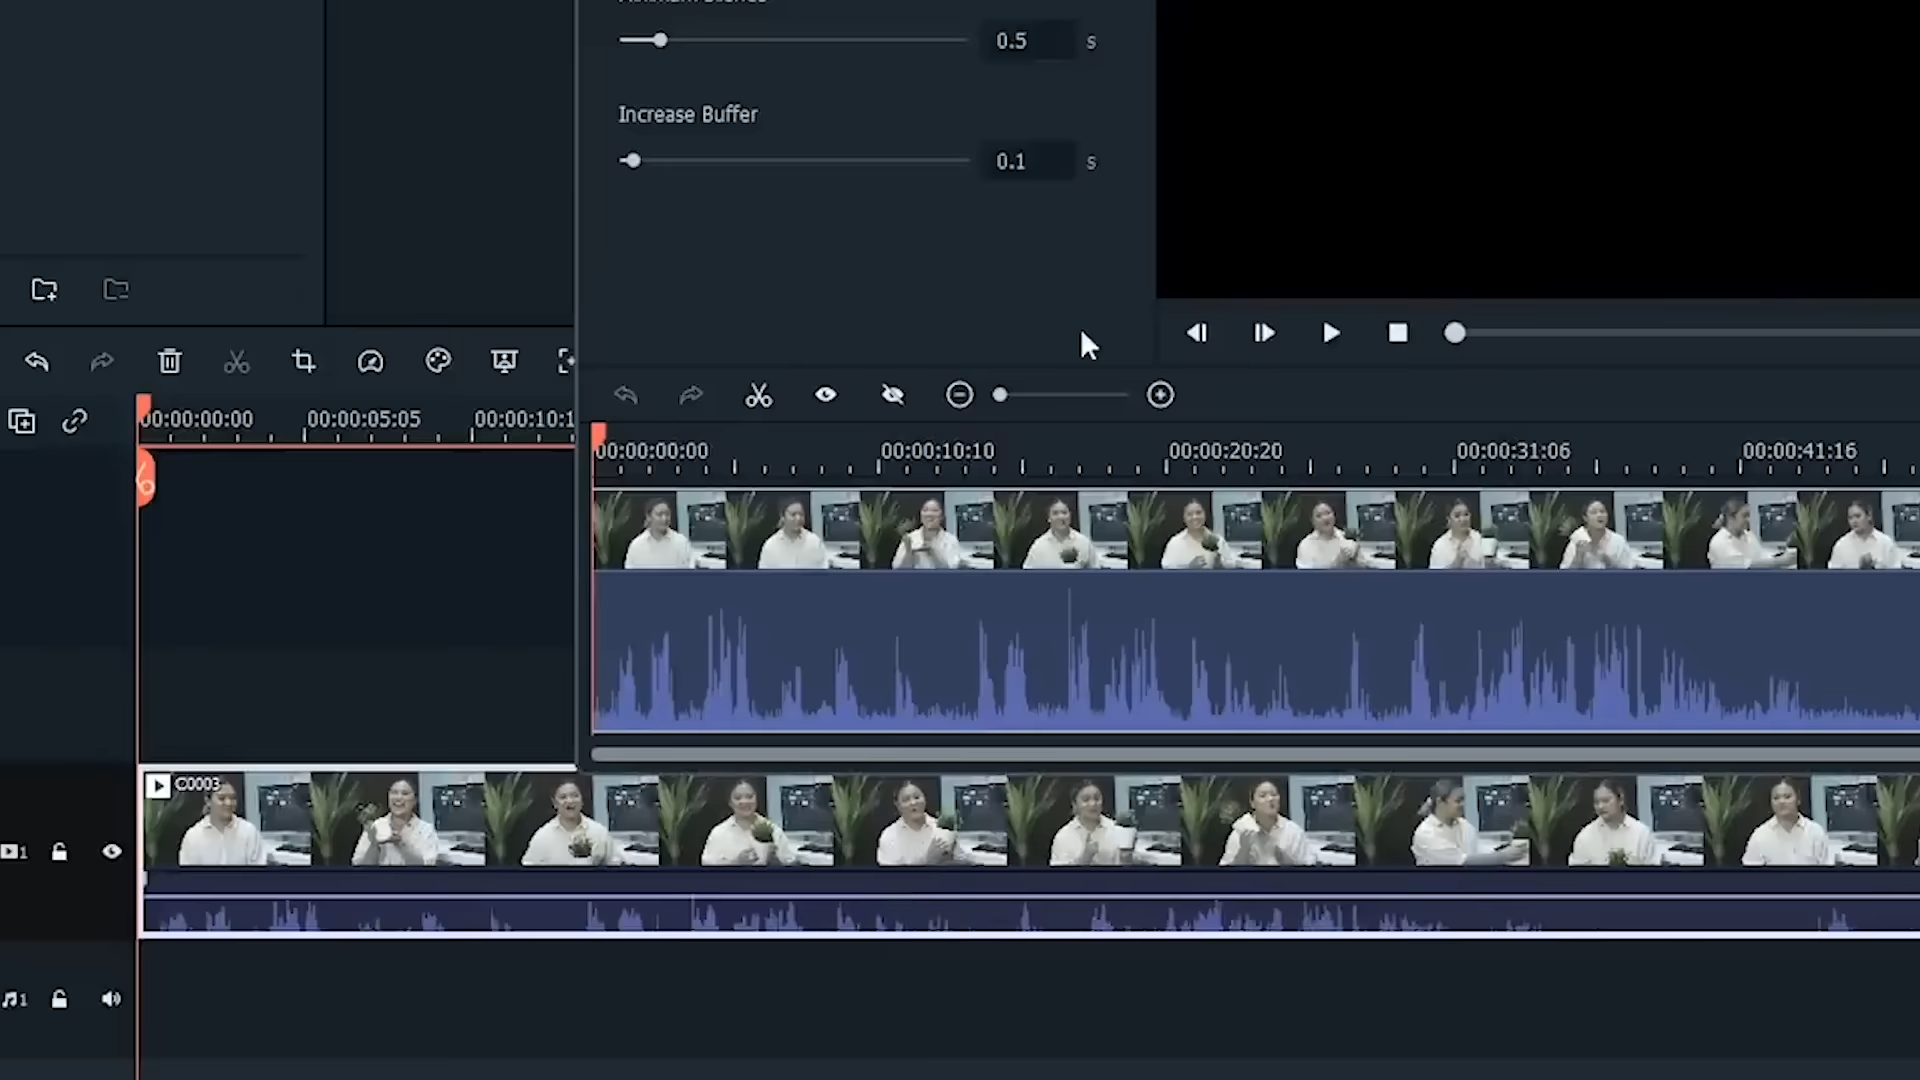 0.5 s
Increase Buffer
0.1 s
00:00:00:00 00:00:05:05 00:00:10:1
00:00:00:00 00:00:10:10 00:00:20:20 00:00:31:06 00:00:41:16
C0003
1
1